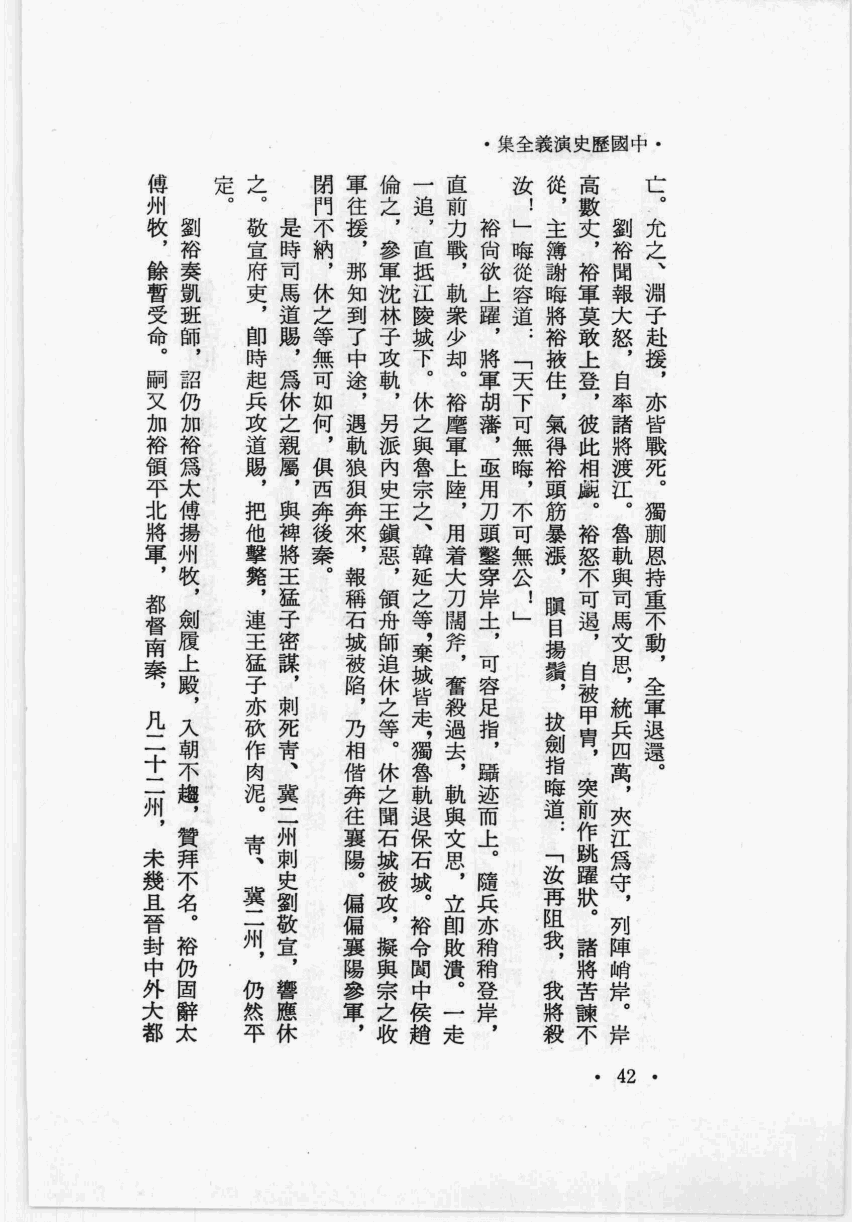 ·中國歷史演義全集·
亡。允之、淵子赴援，亦皆戰死。獨蒯恩持重不動，全軍退還。
劉裕聞報大怒，自率諸將渡江。魯軌與司馬文思，統兵四萬，夾江爲守，列陣峭岸。岸
高數丈，裕軍莫敢上登，彼此相覷。裕怒不可遏，自被甲冑，突前作跳躍狀。諸將苦諫不
從，主簿謝晦將裕掖住，氣得裕頭筋暴漲，瞋目揚鬚，拔劍指晦道：「汝再阻我，我將殺
汝！」晦從容道：「天下可無晦，不可無公！」
裕尚欲上躍，將軍胡藩，亟用刀頭鑿穿岸土，可容足指，躡迹而上。隨兵亦稍稍登岸，
直前力戰，軌衆少却。裕麾軍上陸，用着大刀闊斧，奮殺過去，軌與文思，立卽敗潰。一走
一追，直抵江陵城下。休之與魯宗之、韓延之等，棄城皆走，獨魯軌退保石城。裕令閬中侯趙
倫之，參軍沈林子攻軌，另派內史王鎭惡，領舟師追休之等。休之聞石城被攻，擬與宗之收
軍往援，那知到了中途，遇軌狼狽奔來，報稱石城被陷，乃相偕奔往襄陽。偏偏襄陽參軍，
閉門不納，休之等無可如何，俱西奔後秦。
是時司馬道賜，爲休之親屬，與裨將王猛子密謀，刺死靑、冀二州刺史劉敬宣，響應休
之。敬宣府吏，卽時起兵攻道賜，把他擊斃，連王猛子亦砍作肉泥。靑、冀二州，仍然平
定。
劉裕奏凱班師，詔仍加裕爲太傅揚州牧，劍履上殿，入朝不趨，贊拜不名。裕仍固辭太
傅州牧，餘暫受命。嗣又加裕領平北將軍，都督南秦，凡二十二州，未幾且晉封中外大都
· 42 ·